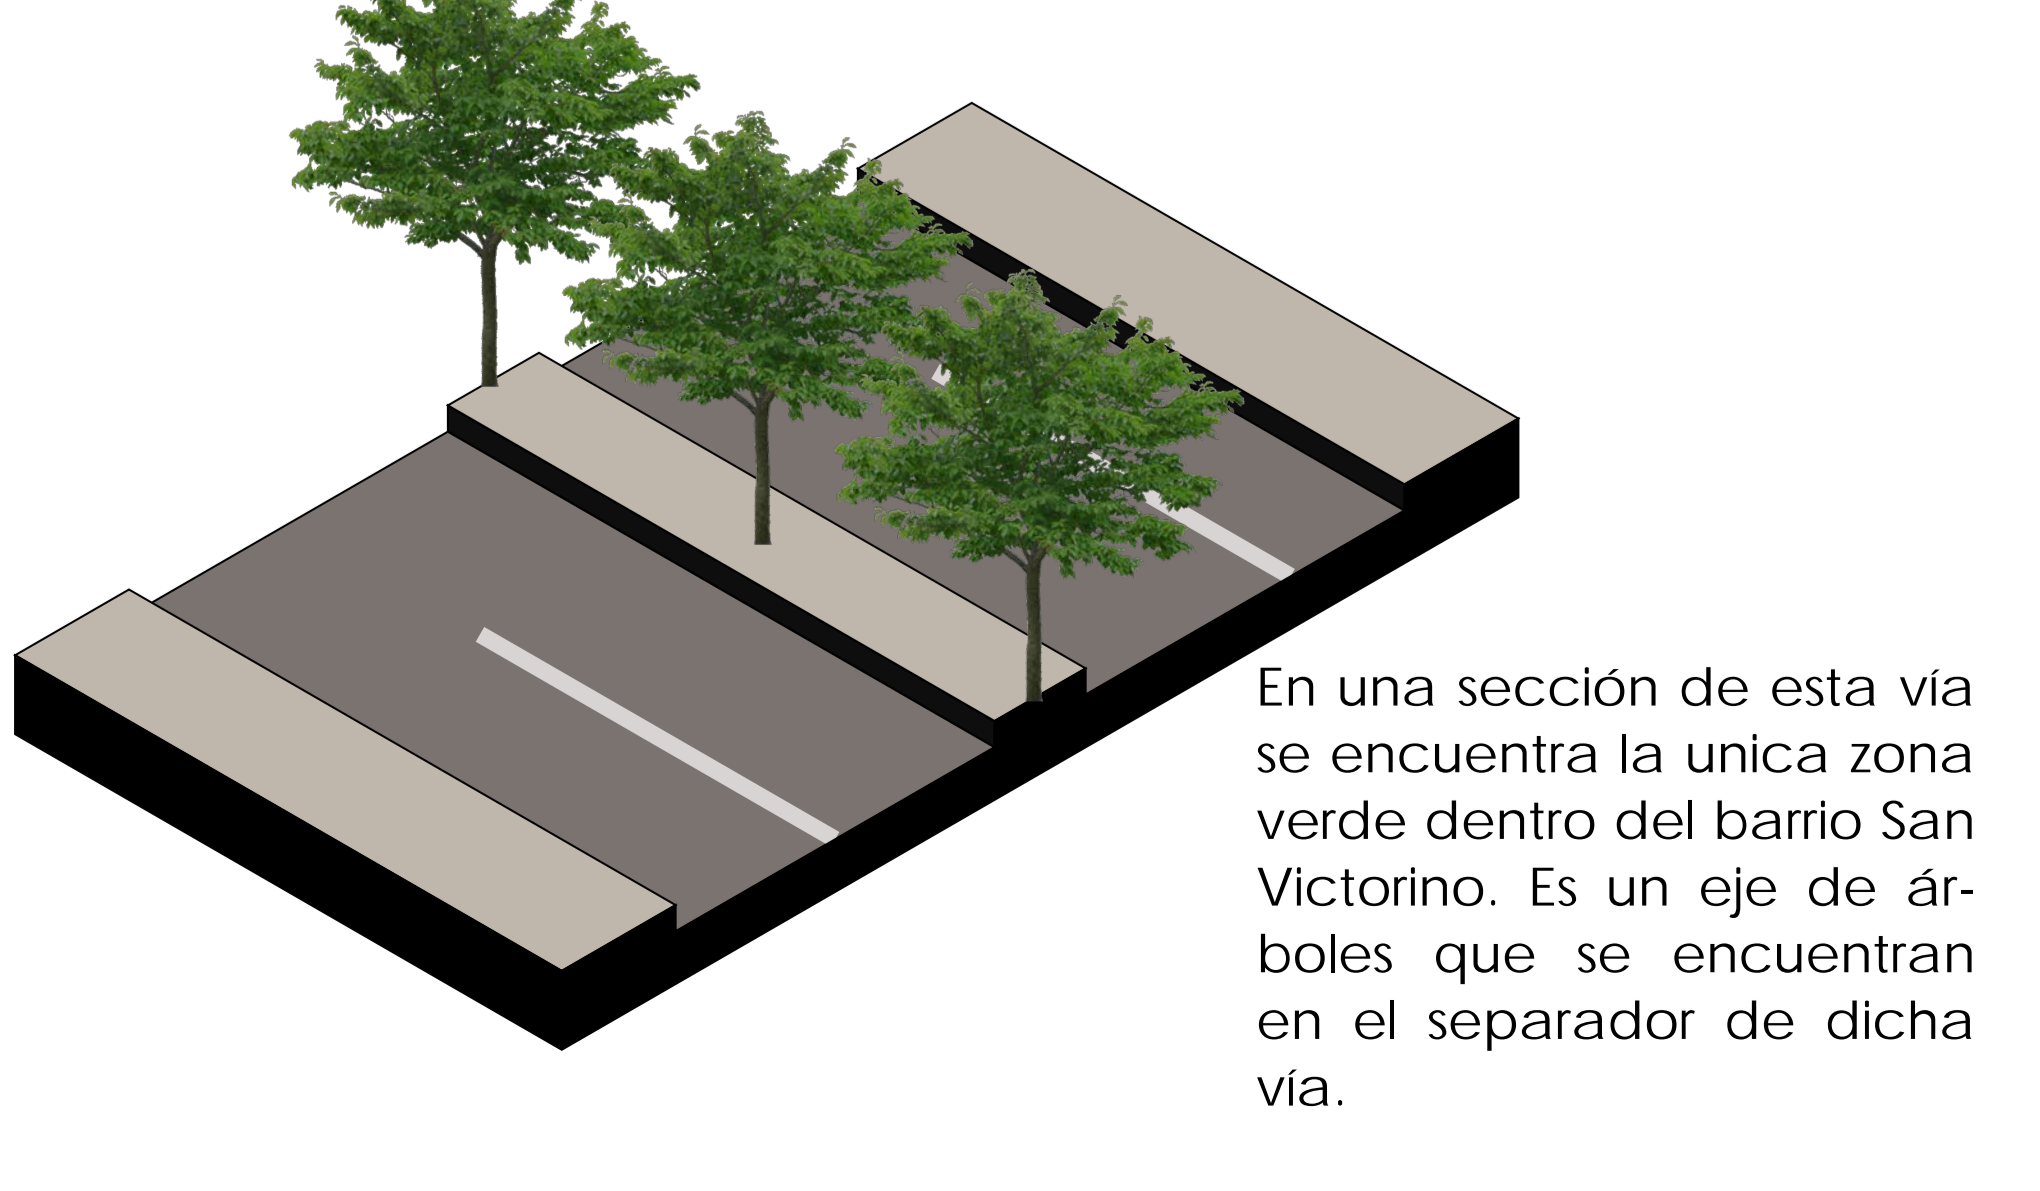 En una sección de esta vía
se encuentra la unica zona
verde dentro del barrio San
Victorino. Es un eje de ár-
boles que se encuentran
en el separador de dicha
vía.